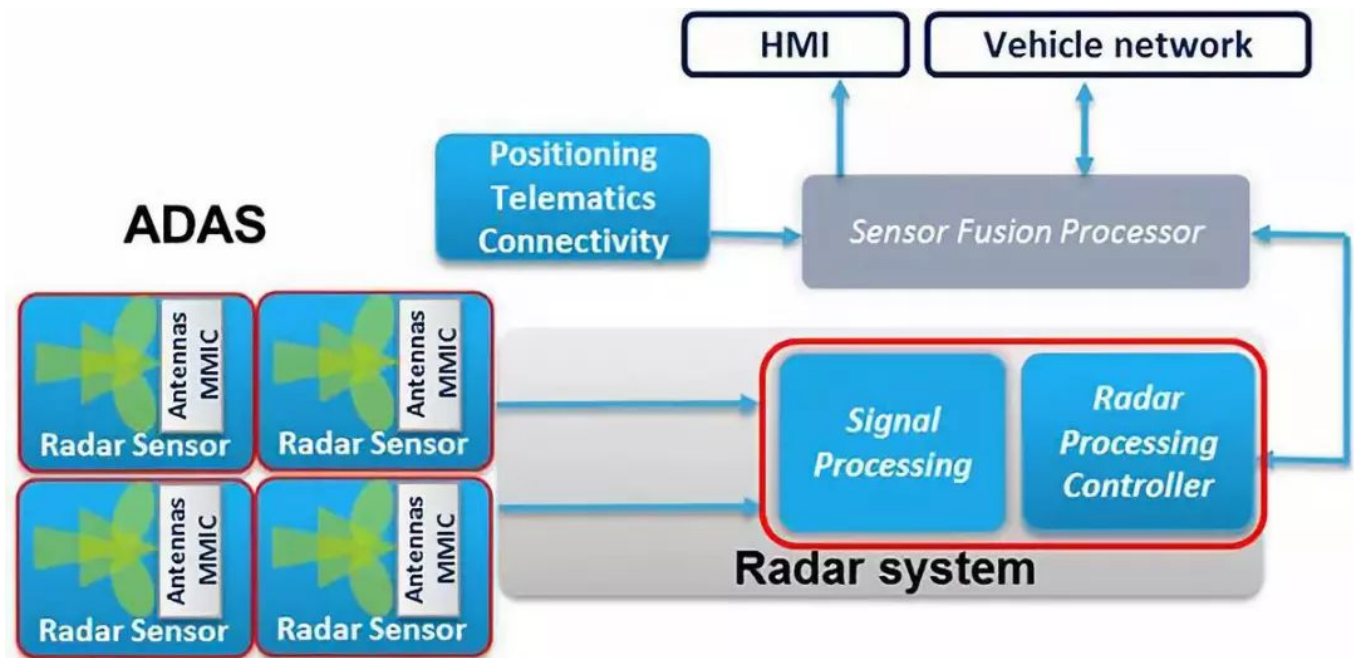 HMI
Vehicle network
Positioning
Telematics
Connectivity
Sensor Fusion Processor
ADAS
Antennas
MMIC
Radar Sensor
Antennas
MMIC
Radar Sensor
Antennas
MMIC
Radar Sensor
Antennas
MMIC
Radar Sensor
Signal
Processing
Radar
Processing
Controller
Radar system